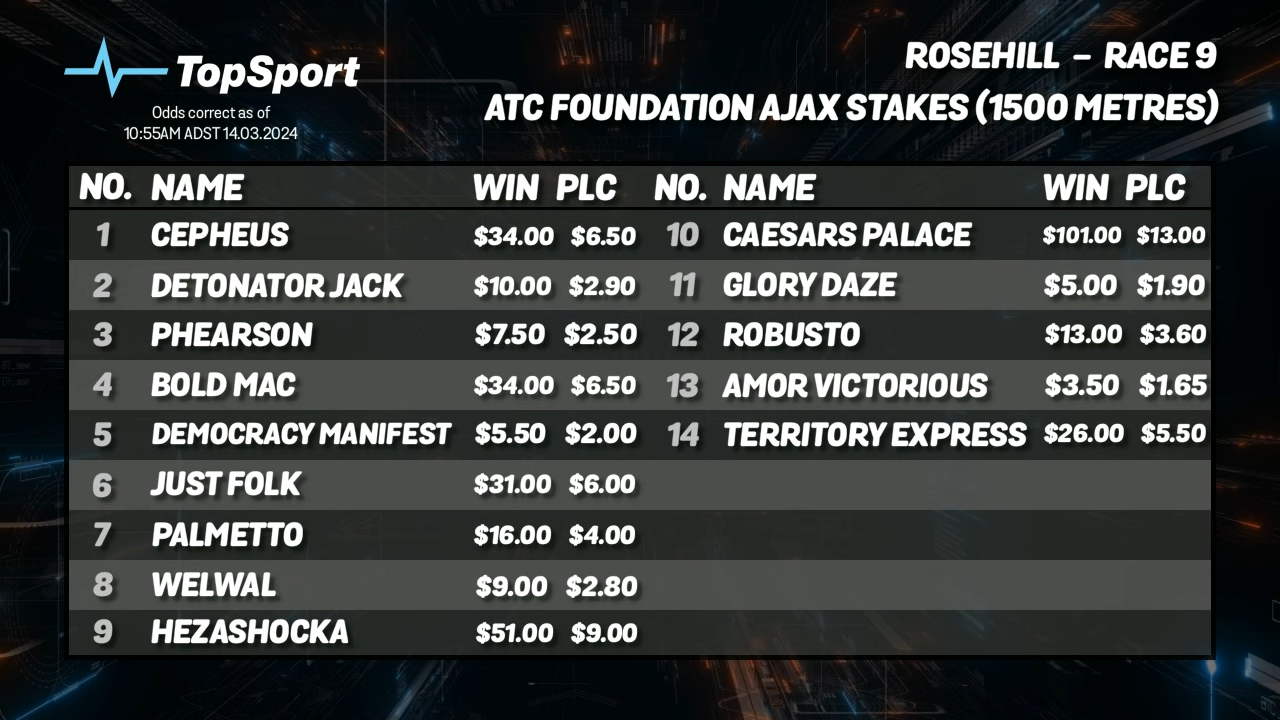 TopSport
Odds correct as of
10:55AM ADST 14.03.2024
ROSEHILL – RACE 9
ATC FOUNDATION AJAX STAKES (1500 METRES)
NO. NAME WIN PLC NO. NAME WIN PLC
1 CEPHEUS $34.00 $6.50 10 CAESARS PALACE $101.00 $13.00
2 DETONATOR JACK $10.00 $2.90 11 GLORY DAZE $5.00 $1.90
3 PHEARSON $7.50 $2.50 12 ROBUSTO $13.00 $3.60
4 BOLD MAC $34.00 $6.50 13 AMOR VICTORIOUS $3.50 $1.65
5 DEMOCRACY MANIFEST $5.50 $2.00 14 TERRITORY EXPRESS $26.00 $5.50
6 JUST FOLK $31.00 $6.00
7 PALMETTO $16.00 $4.00
8 WELWAL $9.00 $2.80
9 HEZASHOCKA $51.00 $9.00